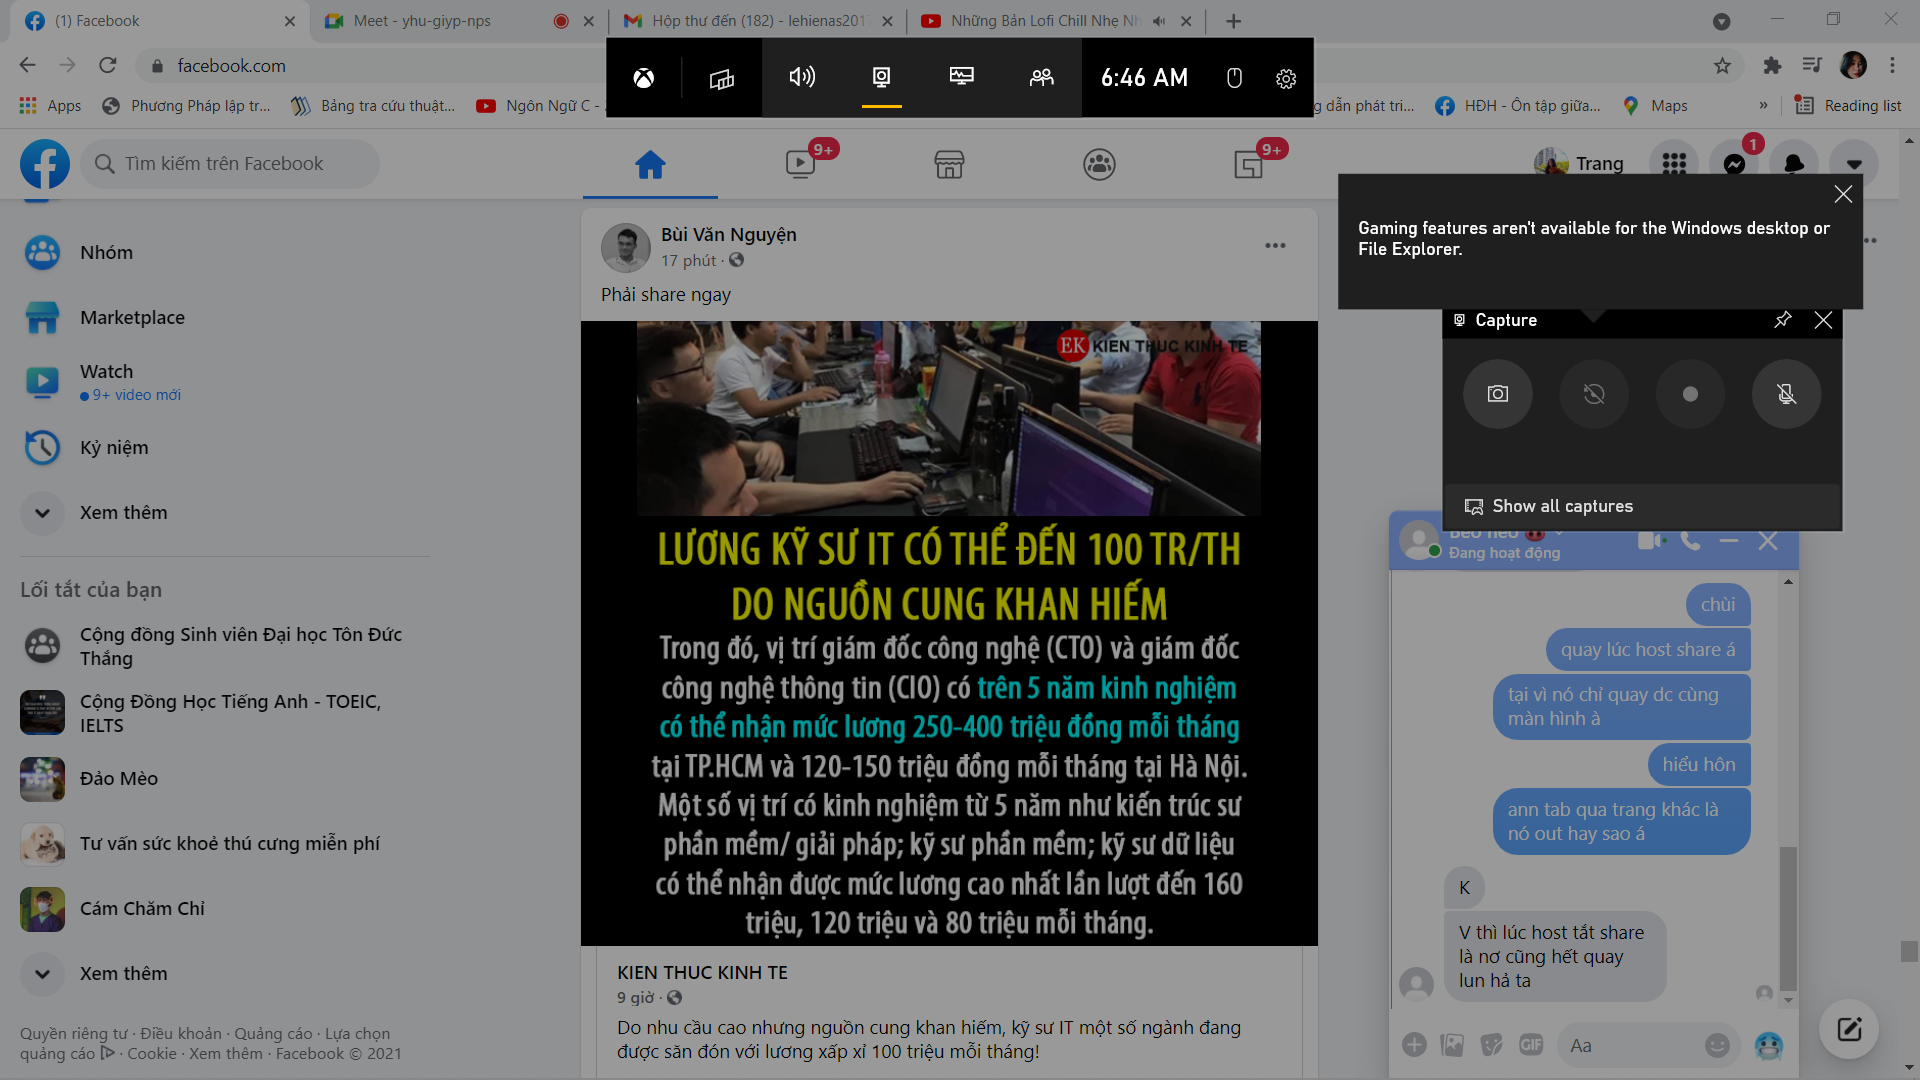 (1) Facebook
Meet - yhu-giyp-nps
Hộp thư đến (182) - lehienas201
Những Bản Lofi Chill Nhẹ Nh
facebook.com
6:46 AM
Apps
Phương Pháp lập tr...
Bảng tra cứu thuật...
Ngôn Ngữ C -
g dẫn phát tri...
HĐH - Ôn tập giữa...
Maps
»
Reading list
Tìm kiếm trên Facebook
9+
9+
Trang
1
Gaming features aren't available for the Windows desktop or
File Explorer.
Capture
Show all captures
Nhóm
Marketplace
Watch
9+ video mới
Kỷ niệm
Xem thêm
Lối tắt của bạn
Cộng đồng Sinh viên Đại học Tôn Đức
Thắng
Cộng Đồng Học Tiếng Anh - TOEIC,
IELTS
Đảo Mèo
Tư vấn sức khoẻ thú cưng miễn phí
Cám Chăm Chỉ
Xem thêm
Quyền riêng tư · Điều khoản · Quảng cáo · Lựa chọn
quảng cáo · Cookie · Xem thêm · Facebook © 2021
Bùi Văn Nguyện
17 phút ·
Phải share ngay
EK KIEN THUC KINH TE
LƯƠNG KỸ SƯ IT CÓ THỂ ĐẾN 100 TR/TH
DO NGUỒN CUNG KHAN HIẾM
Trong đó, vị trí giám đốc công nghệ (CTO) và giám đốc
công nghệ thông tin (CIO) có trên 5 năm kinh nghiệm
có thể nhận mức lương 250-400 triệu đồng mỗi tháng
tại TP.HCM và 120-150 triệu đồng mỗi tháng tại Hà Nội.
Một số vị trí có kinh nghiệm từ 5 năm như kiến trúc sư
phần mềm/ giải pháp; kỹ sư phần mềm; kỹ sư dữ liệu
có thể nhận được mức lương cao nhất lần lượt đến 160
triệu, 120 triệu và 80 triệu mỗi tháng.
KIEN THUC KINH TE
9 giờ ·
Do nhu cầu cao nhưng nguồn cung khan hiếm, kỹ sư IT một số ngành đang
được săn đón với lương xấp xỉ 100 triệu mỗi tháng!
Đang hoạt động
chùi
quay lúc host share á
tại vì nó chỉ quay dc cùng
màn hình à
hiểu hôn
ann tab qua trang khác là
nó out hay sao á
K
V thì lúc host tắt share
là nơ cũng hết quay
lun hả ta
GIF
Aa